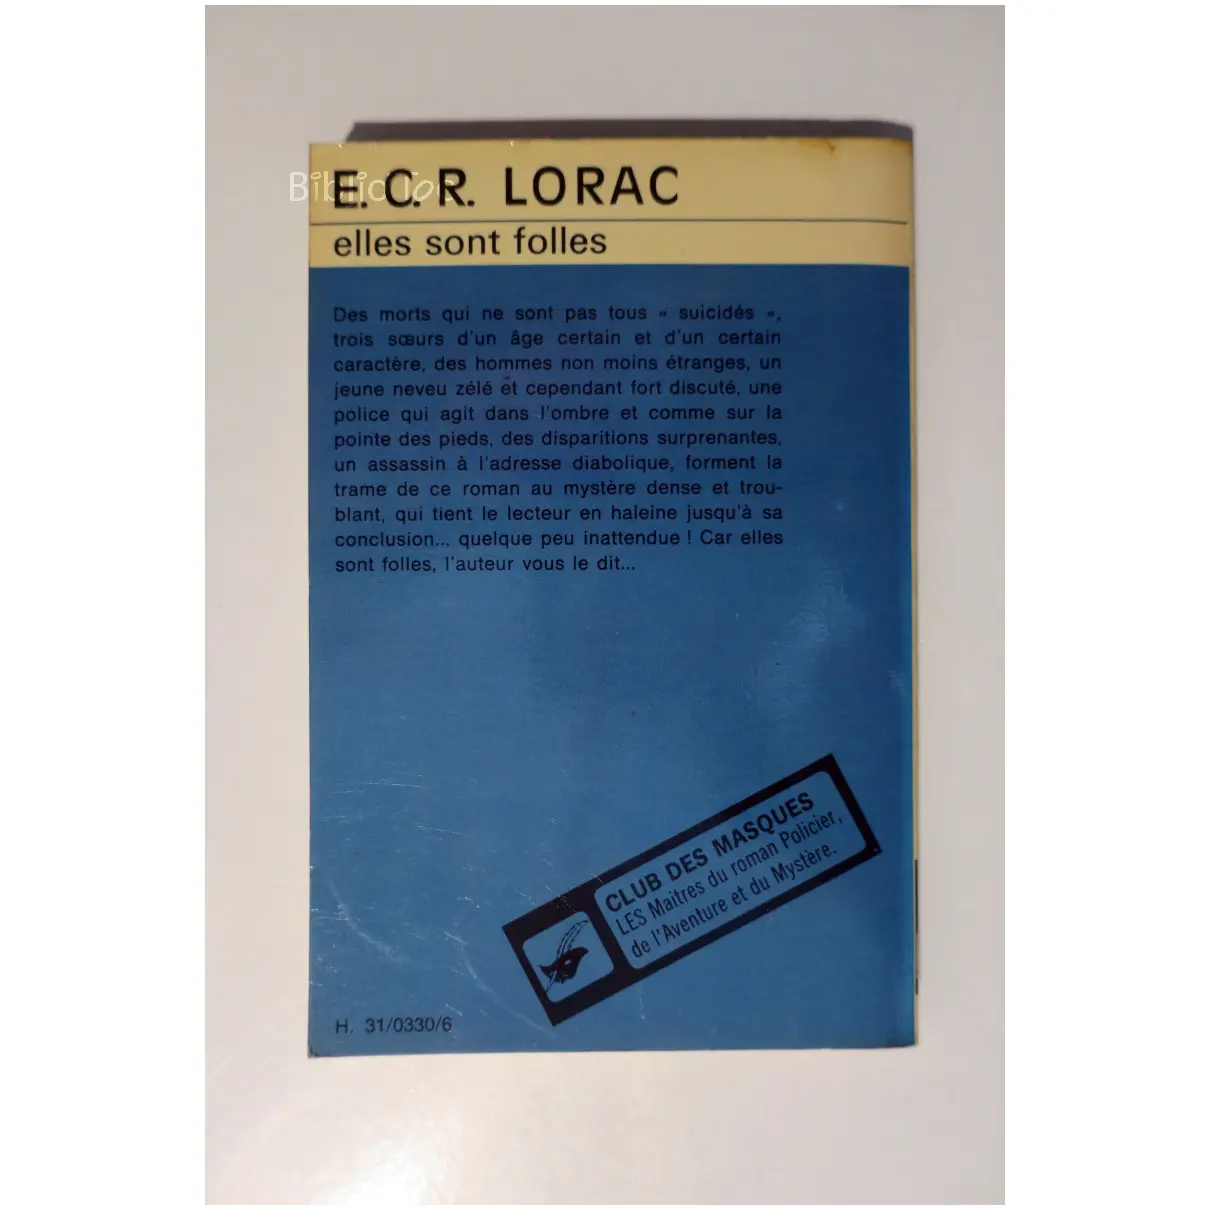 E. C. R. LORAC
elles sont folles
Des morts qui ne sont pas tous « suicidés »,
trois sœurs d'un âge certain et d'un certain
caractère, des hommes non moins étranges, un
jeune neveu zélé et cependant fort discuté, une
police qui agit dans l'ombre et comme sur la
pointe des pieds, des disparitions surprenantes,
un assassin à l'adresse diabolique, forment la
trame de ce roman au mystère dense et trou-
blant, qui tient le lecteur en haleine jusqu'à sa
conclusion... quelque peu inattendue ! Car elles
sont folles, l'auteur vous le dit...
CLUB DES MASQUES
LES Maitres du roman Policier,
de l'Aventure et du Mystère.
H. 31/0330/6